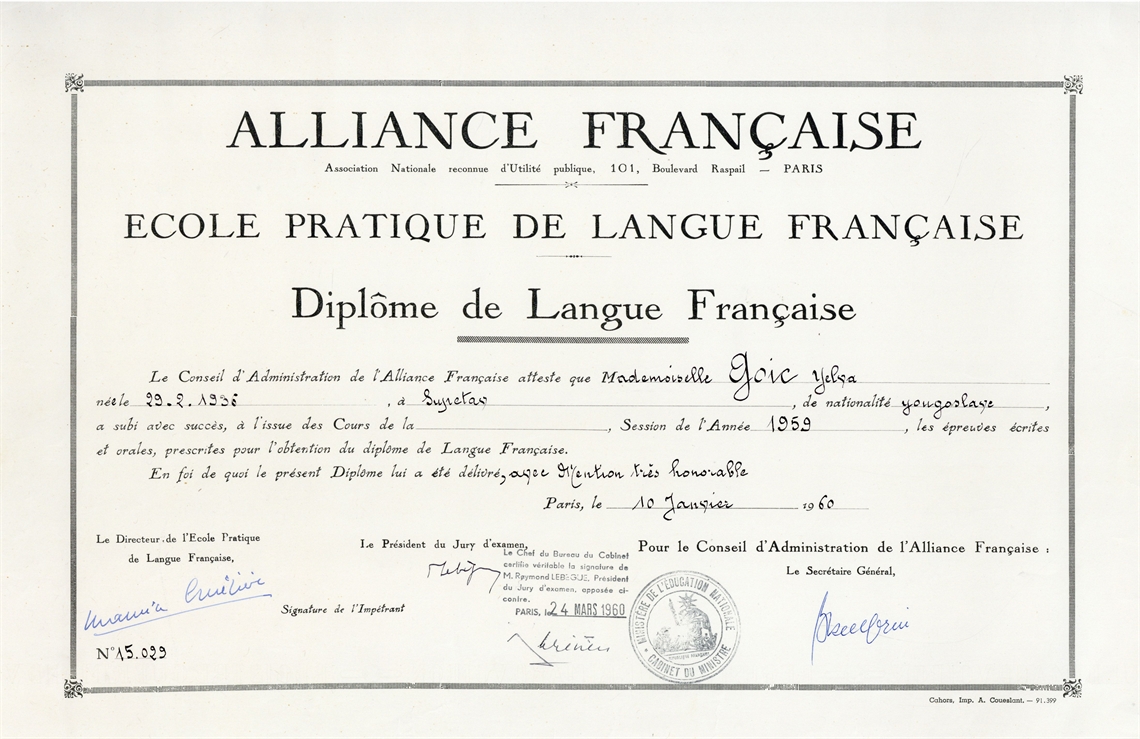 ALLIANCE FRANÇAISE
Association Nationale reconnue d'Utilité publique, 101, Boulevard Raspail — PARIS
ECOLE PRATIQUE DE LANGUE FRANÇAISE
Diplôme de Langue Française
Le Conseil d'Administration de l'Alliance Française atteste que Mademoiselle Goic Yelka
née le 29.2.1936, à Supetar, de nationalité yougoslave,
a subi avec succès, à l'issue des Cours de la, Session de l'Année 1959, les épreuves écrites
et orales, prescrites pour l'obtention du diplôme de Langue Française.
En foi de quoi le présent Diplôme lui a été délivré, avec Mention très honorable
Paris, le 10 Janvier 1960
Le Directeur de l'Ecole Pratique
de Langue Française,
Le Président du Jury d'examen,
Le Chef du Bureau du Cabinet
certifie véritable la signature de
M. Raymond LEBEGUE, Président
du Jury d'examen, apposée ci-
contre.
PARIS, le 24 MARS 1960
Pour le Conseil d'Administration de l'Alliance Française :
Le Secrétaire Général,
Signature de l'Impétrant
MINISTÈRE DE L'ÉDUCATION NATIONALE
CABINET DU MINISTRE
N° 15.029
Cahors, Imp. A. Coueslant. — 91.399